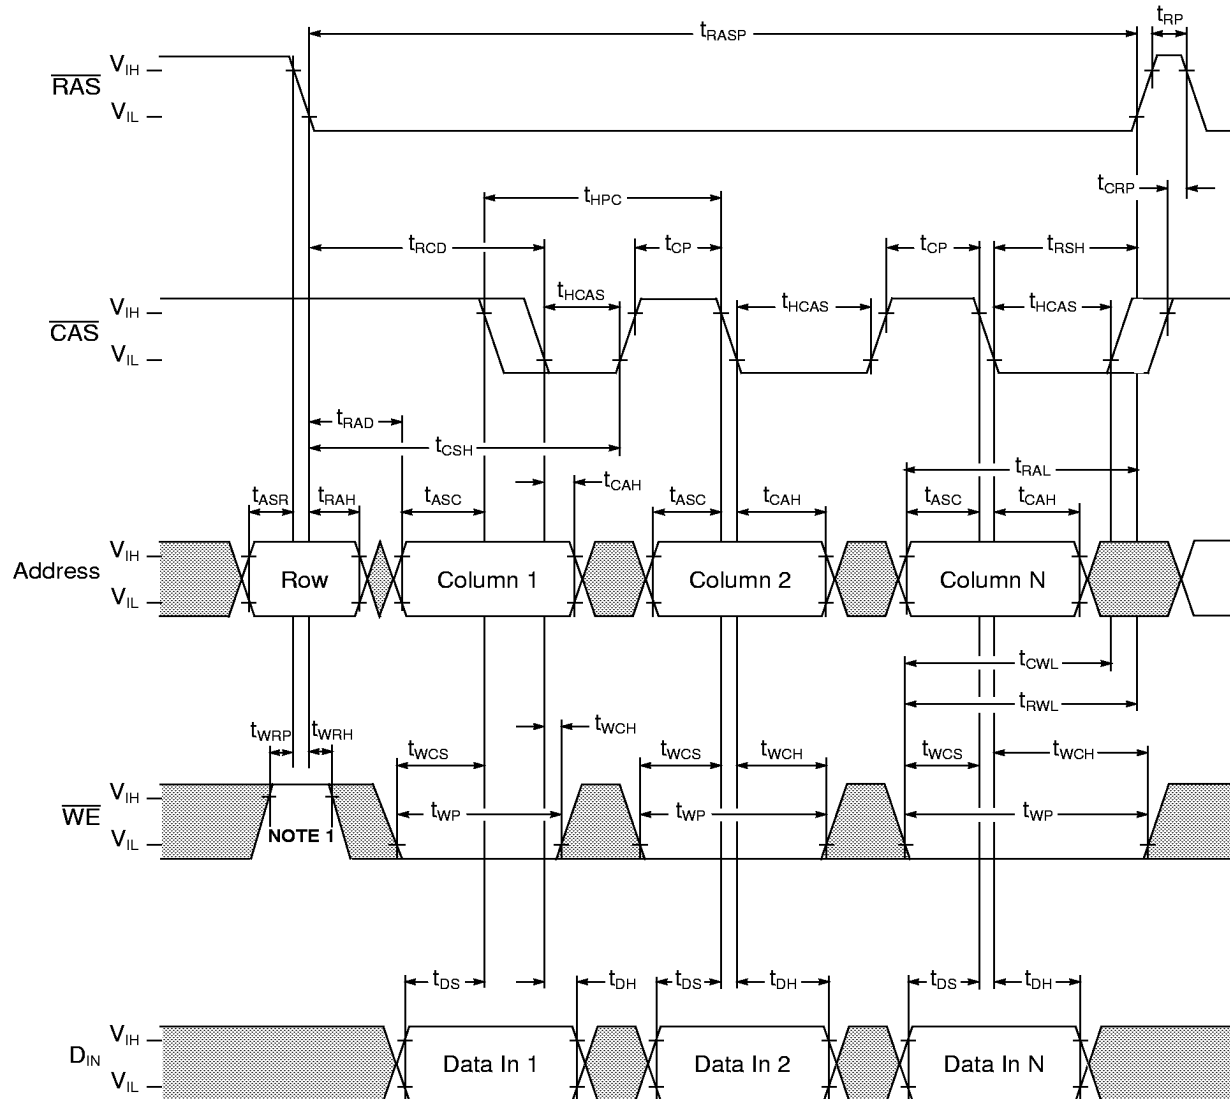 tRASP
tRP
VIH
RAS
VIL
tCRP
tHPC
tRCD
tCP
tCP
tRSH
tHCAS
tHCAS
tHCAS
VIH
CAS
VIL
tRAD
tCSH
tRAL
tCAH
tASR
tRAH
tASC
tASC
tCAH
tASC
tCAH
VIH
Address
Row
Column 1
Column 2
Column N
VIL
tCWL
tRWL
tWRP
tWRH
tWCH
tWCS
tWCS
tWCH
tWCS
tWCH
VIH
WE
tWP
tWP
tWP
NOTE 1
VIL
tDS
tDH
tDS
tDH
tDS
tDH
VIH
DIN
Data In 1
Data In 2
Data In N
VIL